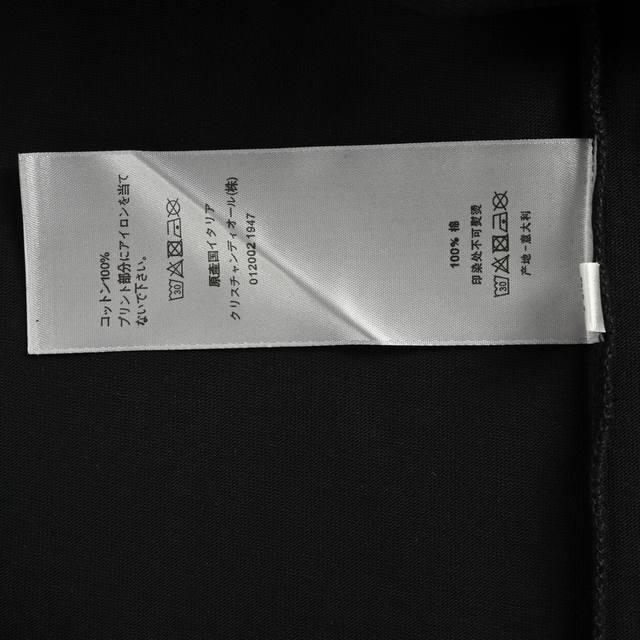 コットン100%
プリント部分にアイロンを当て
ないで下さい。
30
原産国イタリア
クリスチャンディオール(株)
0120021947
100% 棉
印染处不可熨烫
30
产地-意大利